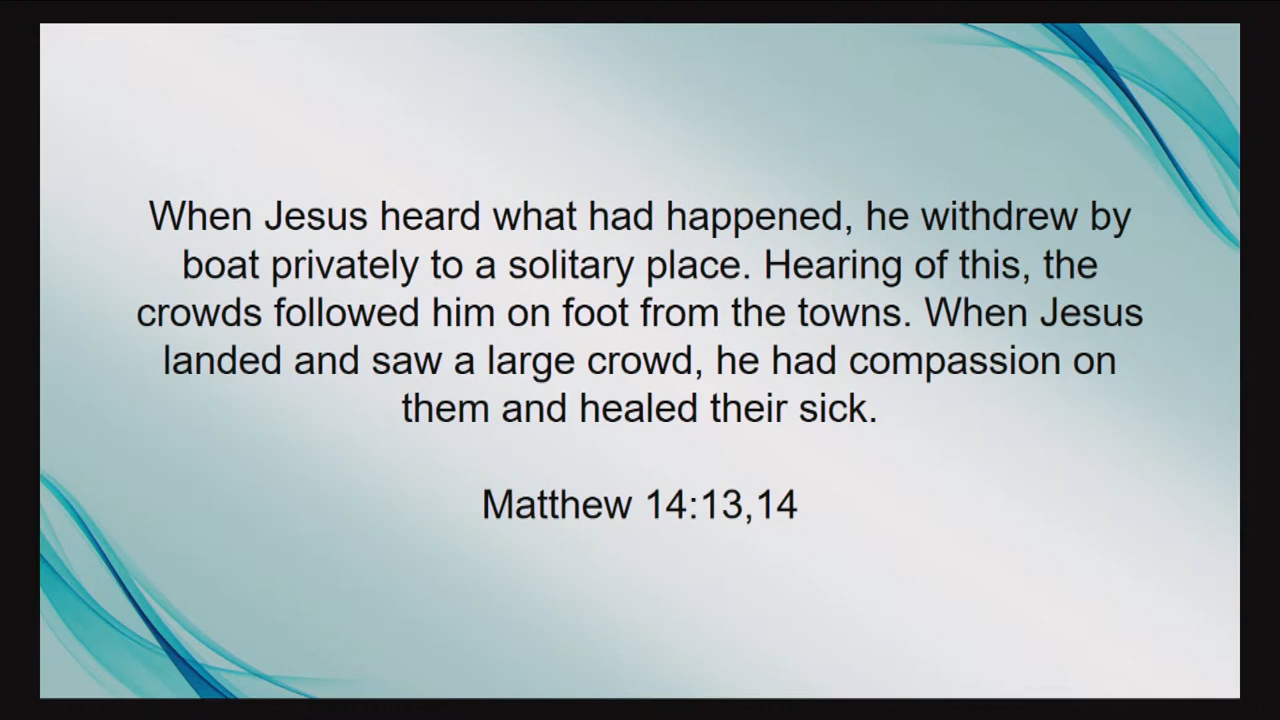 When Jesus heard what had happened, he withdrew by
boat privately to a solitary place. Hearing of this, the
crowds followed him on foot from the towns. When Jesus
landed and saw a large crowd, he had compassion on
them and healed their sick.
Matthew 14:13,14